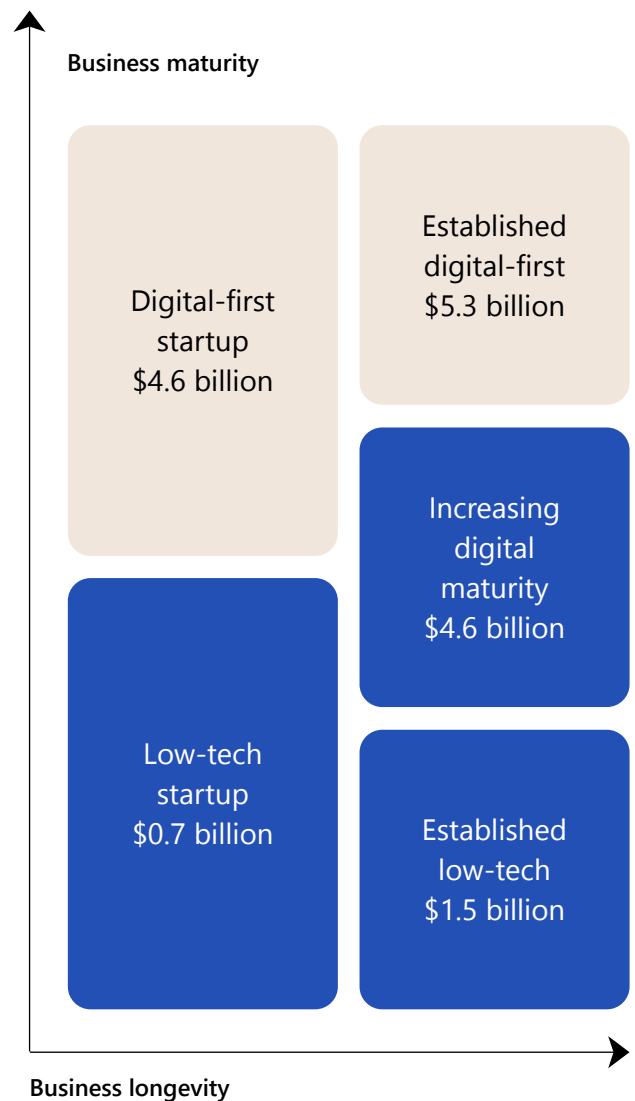 Business maturity
Digital-first
startup
$4.6 billion
Established
digital-first
$5.3 billion
Increasing
digital
maturity
$4.6 billion
Low-tech
startup
$0.7 billion
Established
low-tech
$1.5 billion
Business longevity